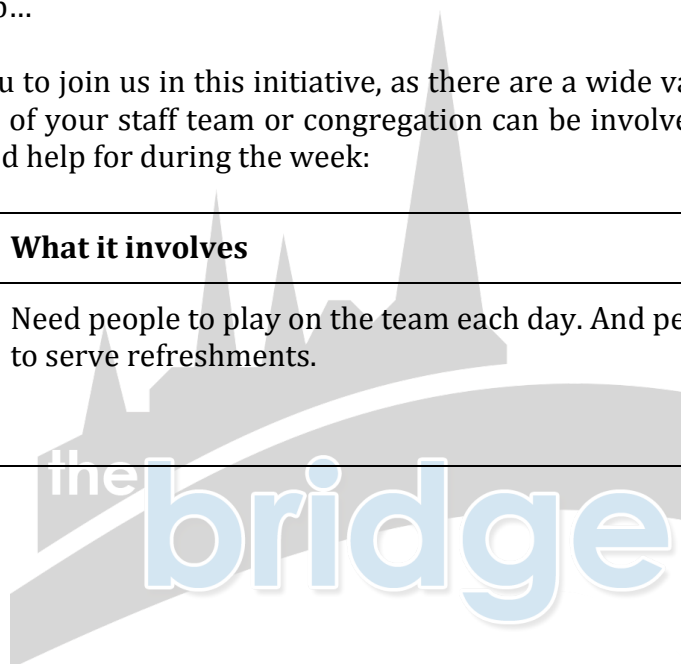 u to join us in this initiative, as there are a wide va
of your staff team or congregation can be involve
d help for during the week:
What it involves
Need people to play on the team each day. And pe
to serve refreshments.
the
bridge